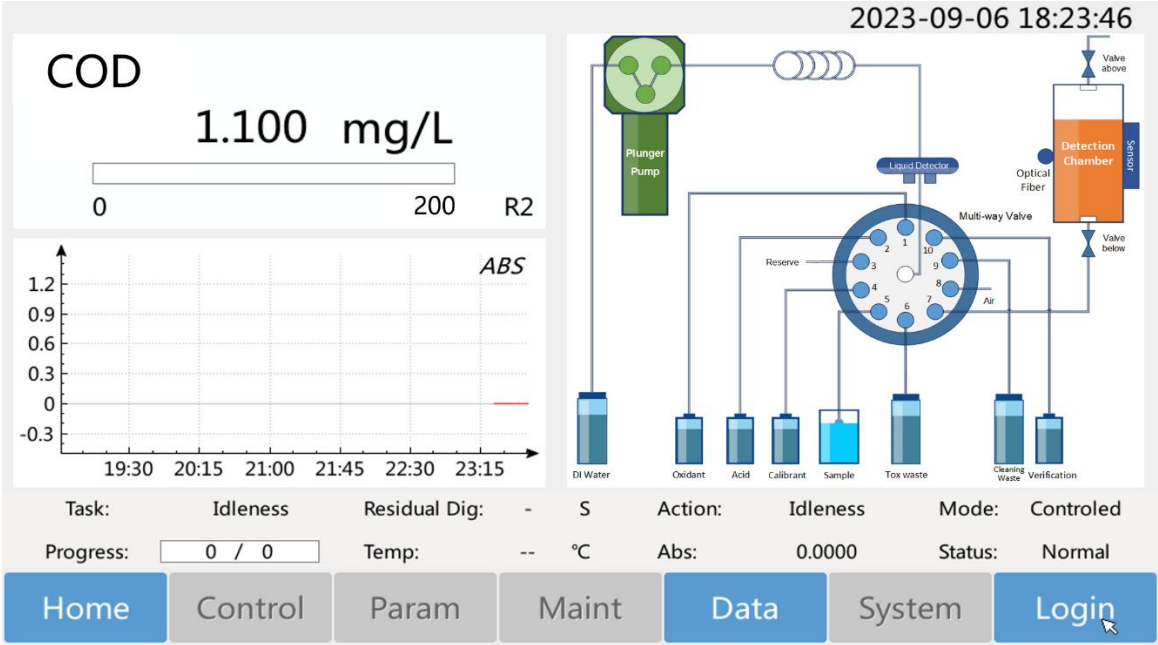 2023-09-06 18:23:46
COD
1.100 mg/L
0 200 R2
ABS
1.2
0.9
0.6
0.3
0
-0.3
19:30 20:15 21:00 21:45 22:30 23:15
Valve
above
Plunger
Pump
Liquid Detector
Detection
Chamber
Sensor
Optical
Fiber
Multi-way Valve
Valve
below
Reserve
Air
1
2
3
4
5
6
7
8
9
10
DI Water
Oxidant
Acid
Calibrant
Sample
Tox waste
Cleaning
Waste
Verification
Task: Idleness Residual Dig: - S Action: Idleness Mode: Controled
Progress: 0 / 0 Temp: -- °C Abs: 0.0000 Status: Normal
Home Control Param Maint Data System Login